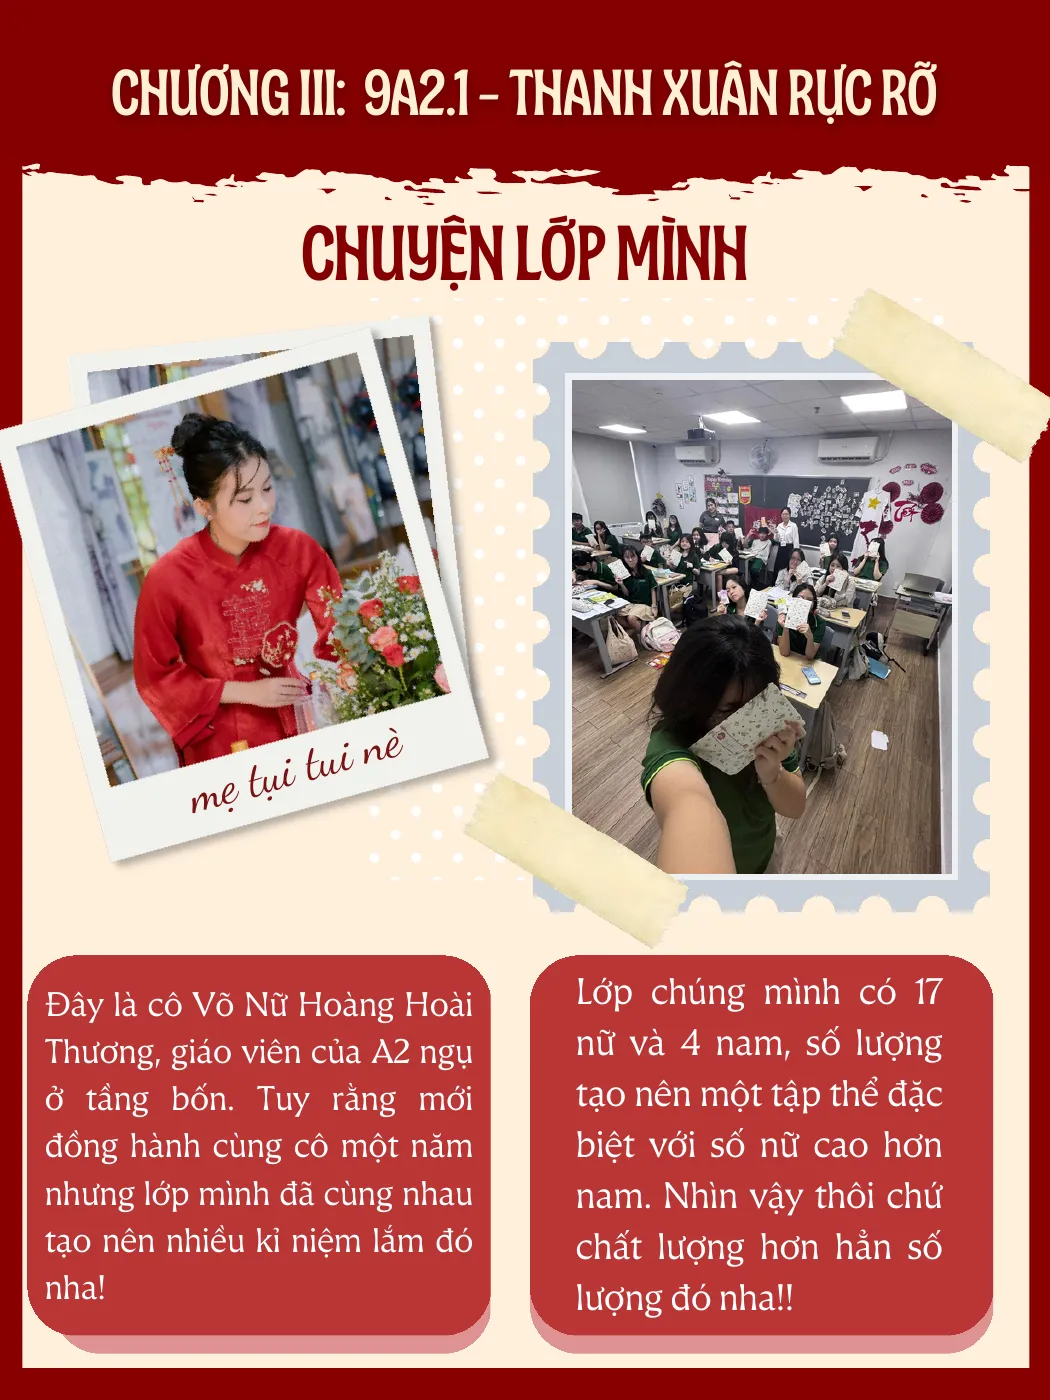 CHƯƠNG III: 9A2.1 - THANH XUÂN RỰC RỠ
CHUYỆN LỚP MÌNH
mẹ tụi tui nè
Đây là cô Võ Nữ Hoàng Hoài
Thương, giáo viên của A2 ngụ
ở tầng bốn. Tuy rằng mới
đồng hành cùng cô một năm
nhưng lớp mình đã cùng nhau
tạo nên nhiều kỉ niệm lắm đó
nha!
Lớp chúng mình có 17
nữ và 4 nam, số lượng
tạo nên một tập thể đặc
biệt với số nữ cao hơn
nam. Nhìn vậy thôi chứ
chất lượng hơn hẳn số
lượng đó nha!!